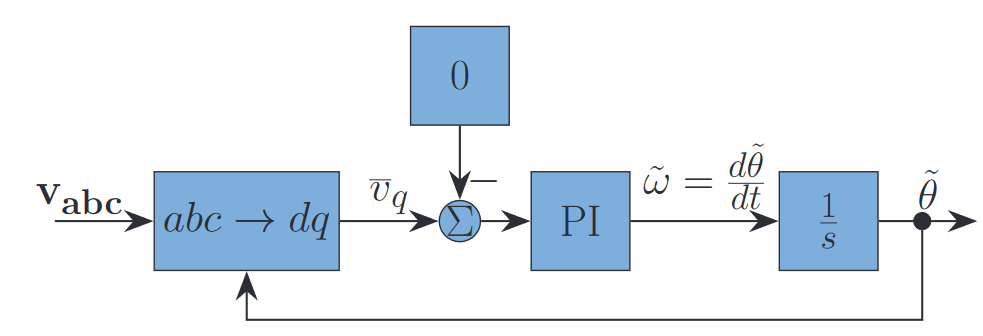 0
−
v_abc
abc → dq
v̅_q
Σ
PI
ω̃ = dθ̃/dt
1/s
θ̃